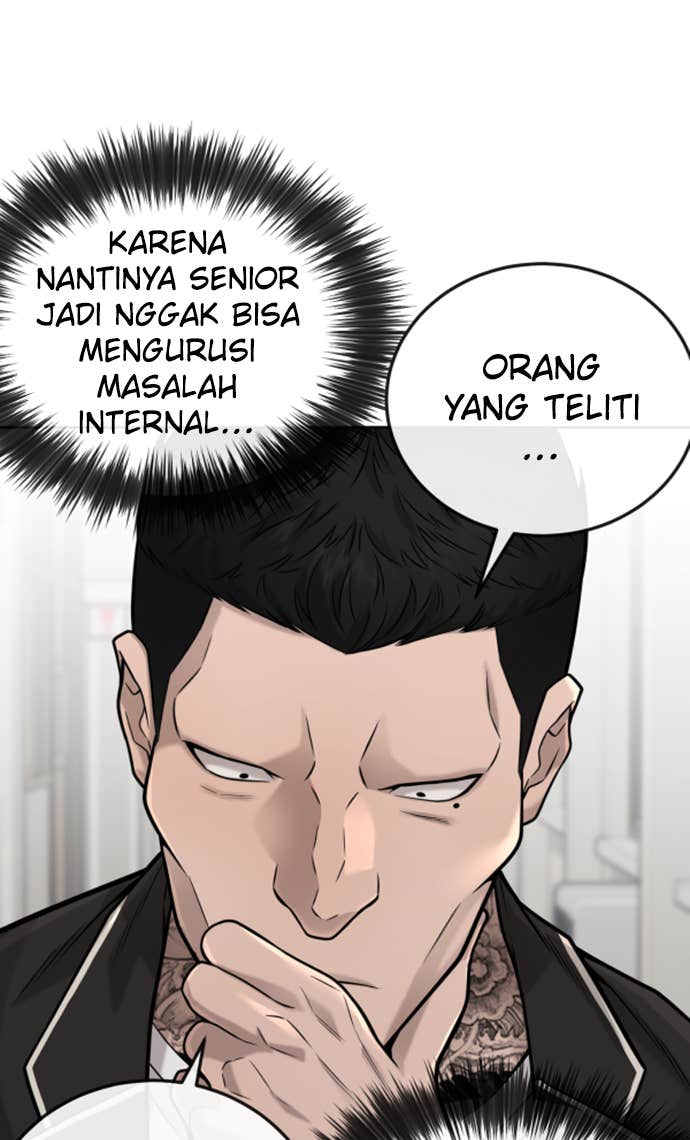 KARENA
NANTINYA SENIOR
JADI NGGAK BISA
MENGURUSI
MASALAH
INTERNAL...
ORANG
YANG TELITI
...